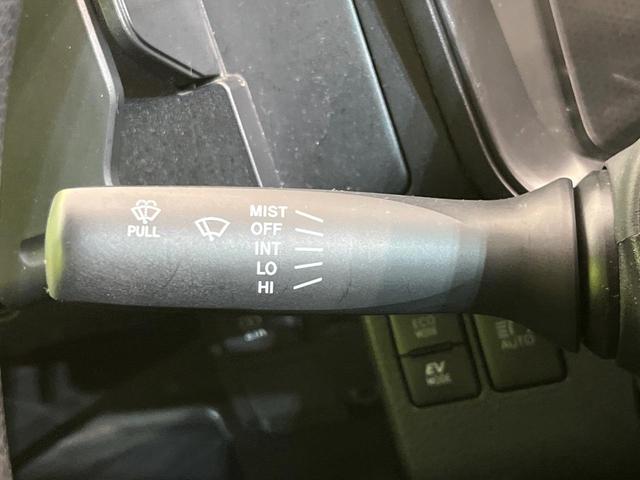 PULL
MIST
OFF
INT
LO
HI
ECO
MODE
EV
MODE
AUTO